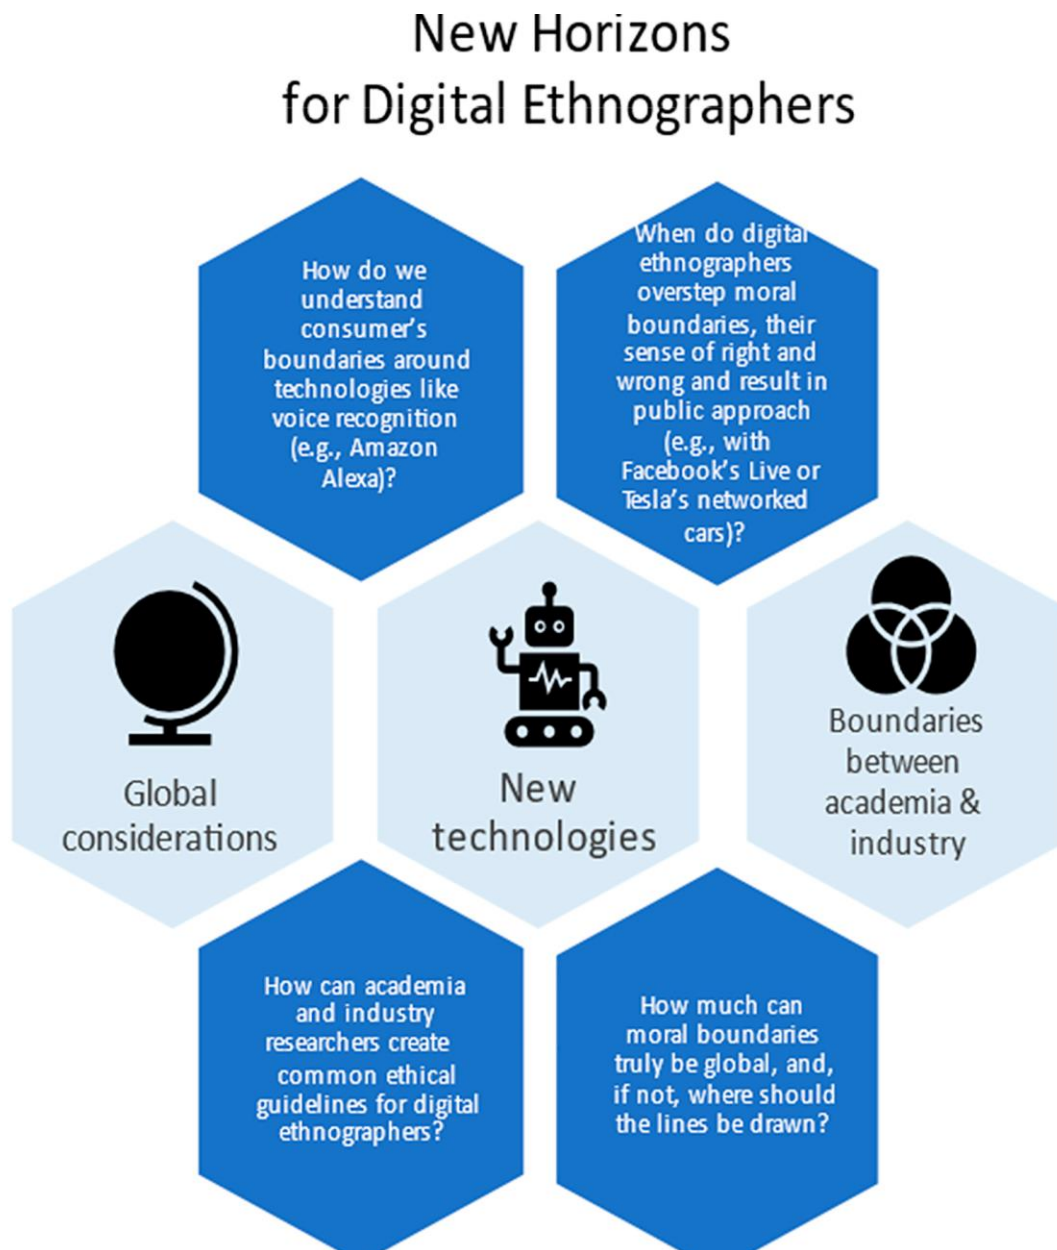 New Horizons
for Digital Ethnographers
How do we
understand
consumer's
boundaries around
technologies like
voice recognition
(e.g., Amazon
Alexa)?
When do digital
ethnographers
overstep moral
boundaries, their
sense of right and
wrong and result in
public approach
(e.g., with
Facebook's Live or
Tesla's networked
cars)?
Global
considerations
New
technologies
Boundaries
between
academia &
industry
How can academia
and industry
researchers create
common ethical
guidelines for digital
ethnographers?
How much can
moral boundaries
truly be global, and,
if not, where should
the lines be drawn?